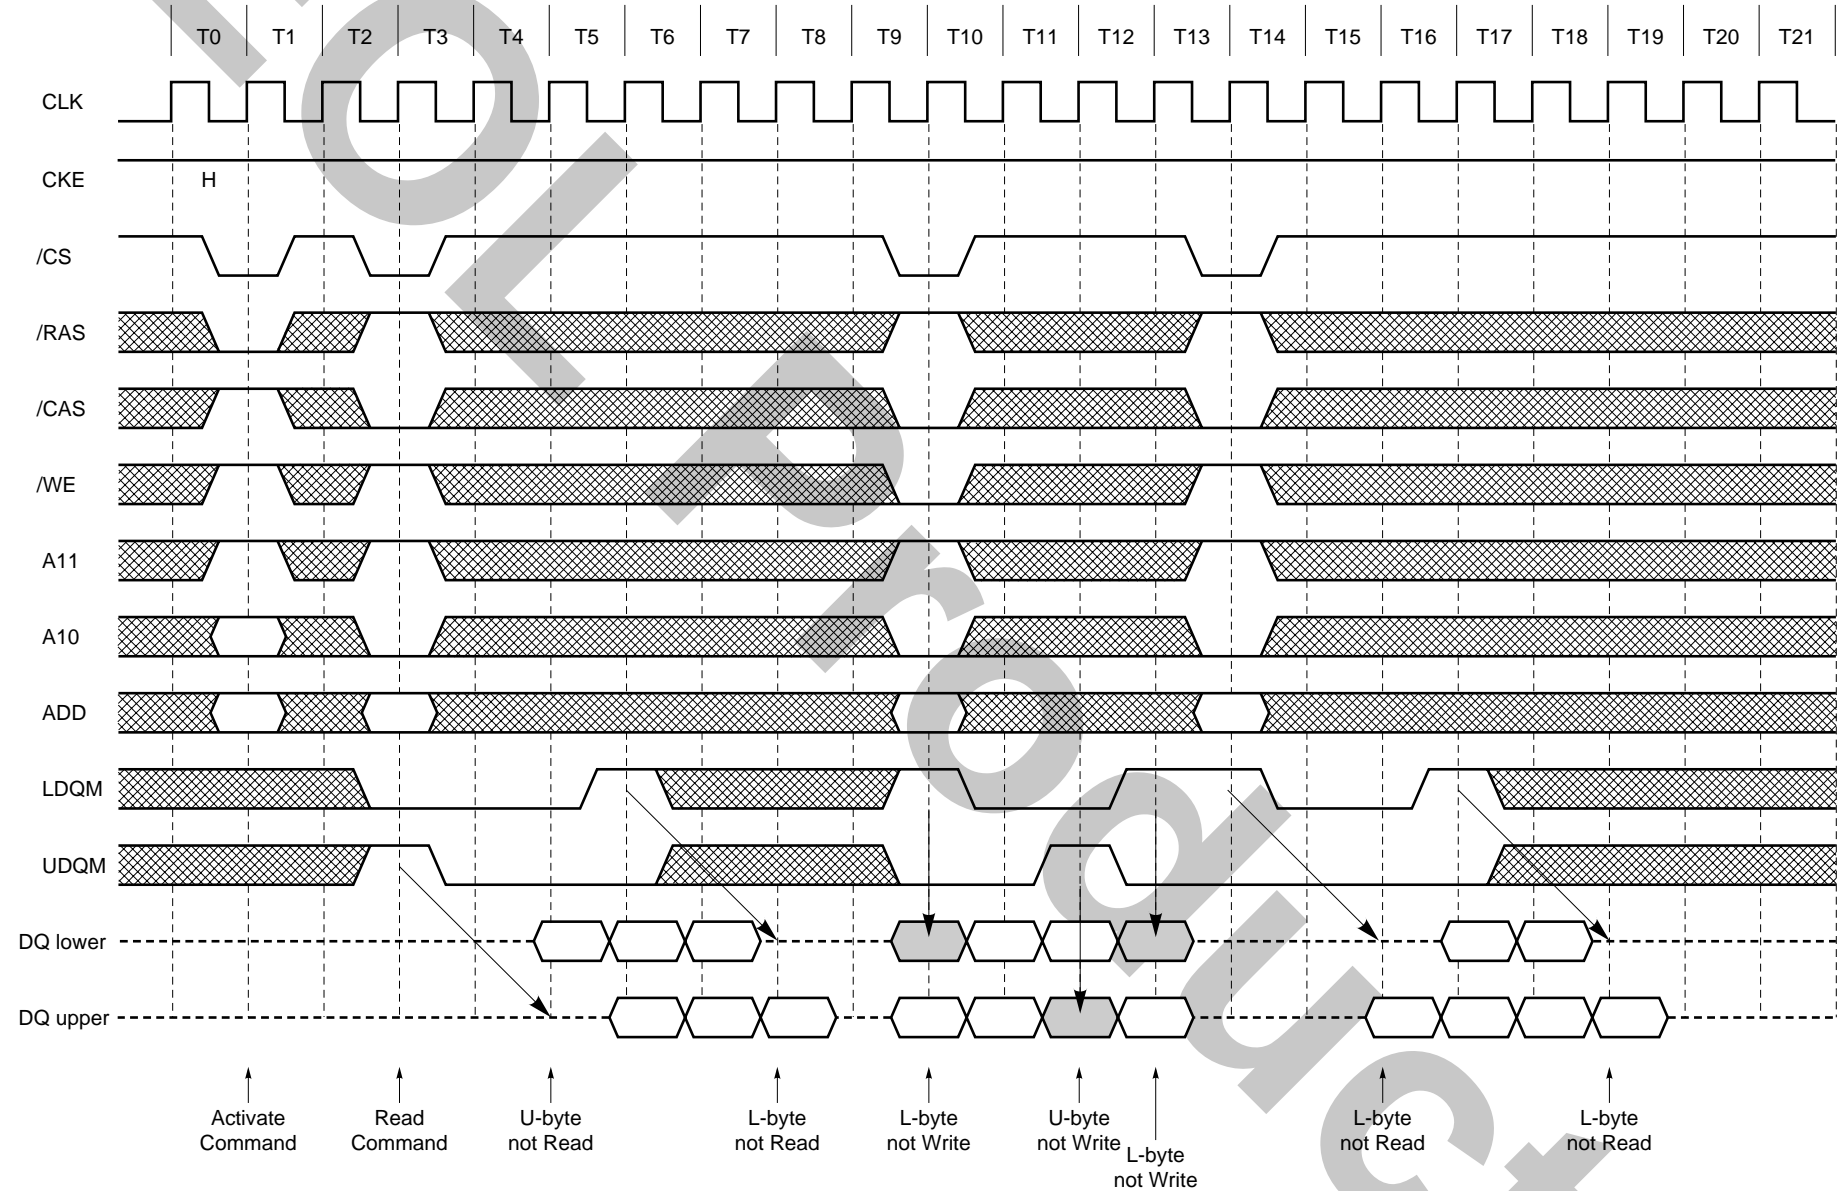 T0 T1 T2 T3 T4 T5 T6 T7 T8 T9 T10 T11 T12 T13 T14 T15 T16 T17 T18 T19 T20 T21
CLK
CKE H
/CS
/RAS
/CAS
/WE
A11
A10
ADD
LDQM
UDQM
DQ lower
DQ upper
Activate Command
Read Command
U-byte not Read
L-byte not Read
L-byte not Write
U-byte not Write
L-byte not Write
L-byte not Read
L-byte not Read
OL Product